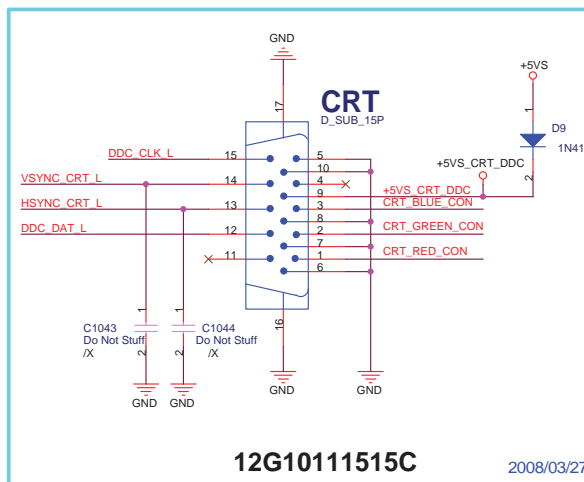 GND
+5VS
CRT
D_SUB_15P
17
1
D9
1N41
2
DDC_CLK_L 15
5
10
+5VS_CRT_DDC
VSYNC_CRT_L 14
4
9 +5VS_CRT_DDC
HSYNC_CRT_L 13
3 CRT_BLUE_CON
8
DDC_DAT_L 12
2 CRT_GREEN_CON
7
11
1 CRT_RED_CON
6
1 1
C1043 C1044
Do Not Stuff Do Not Stuff
/X /X
2 2
16
GND GND GND GND
12G10111515C
2008/03/27